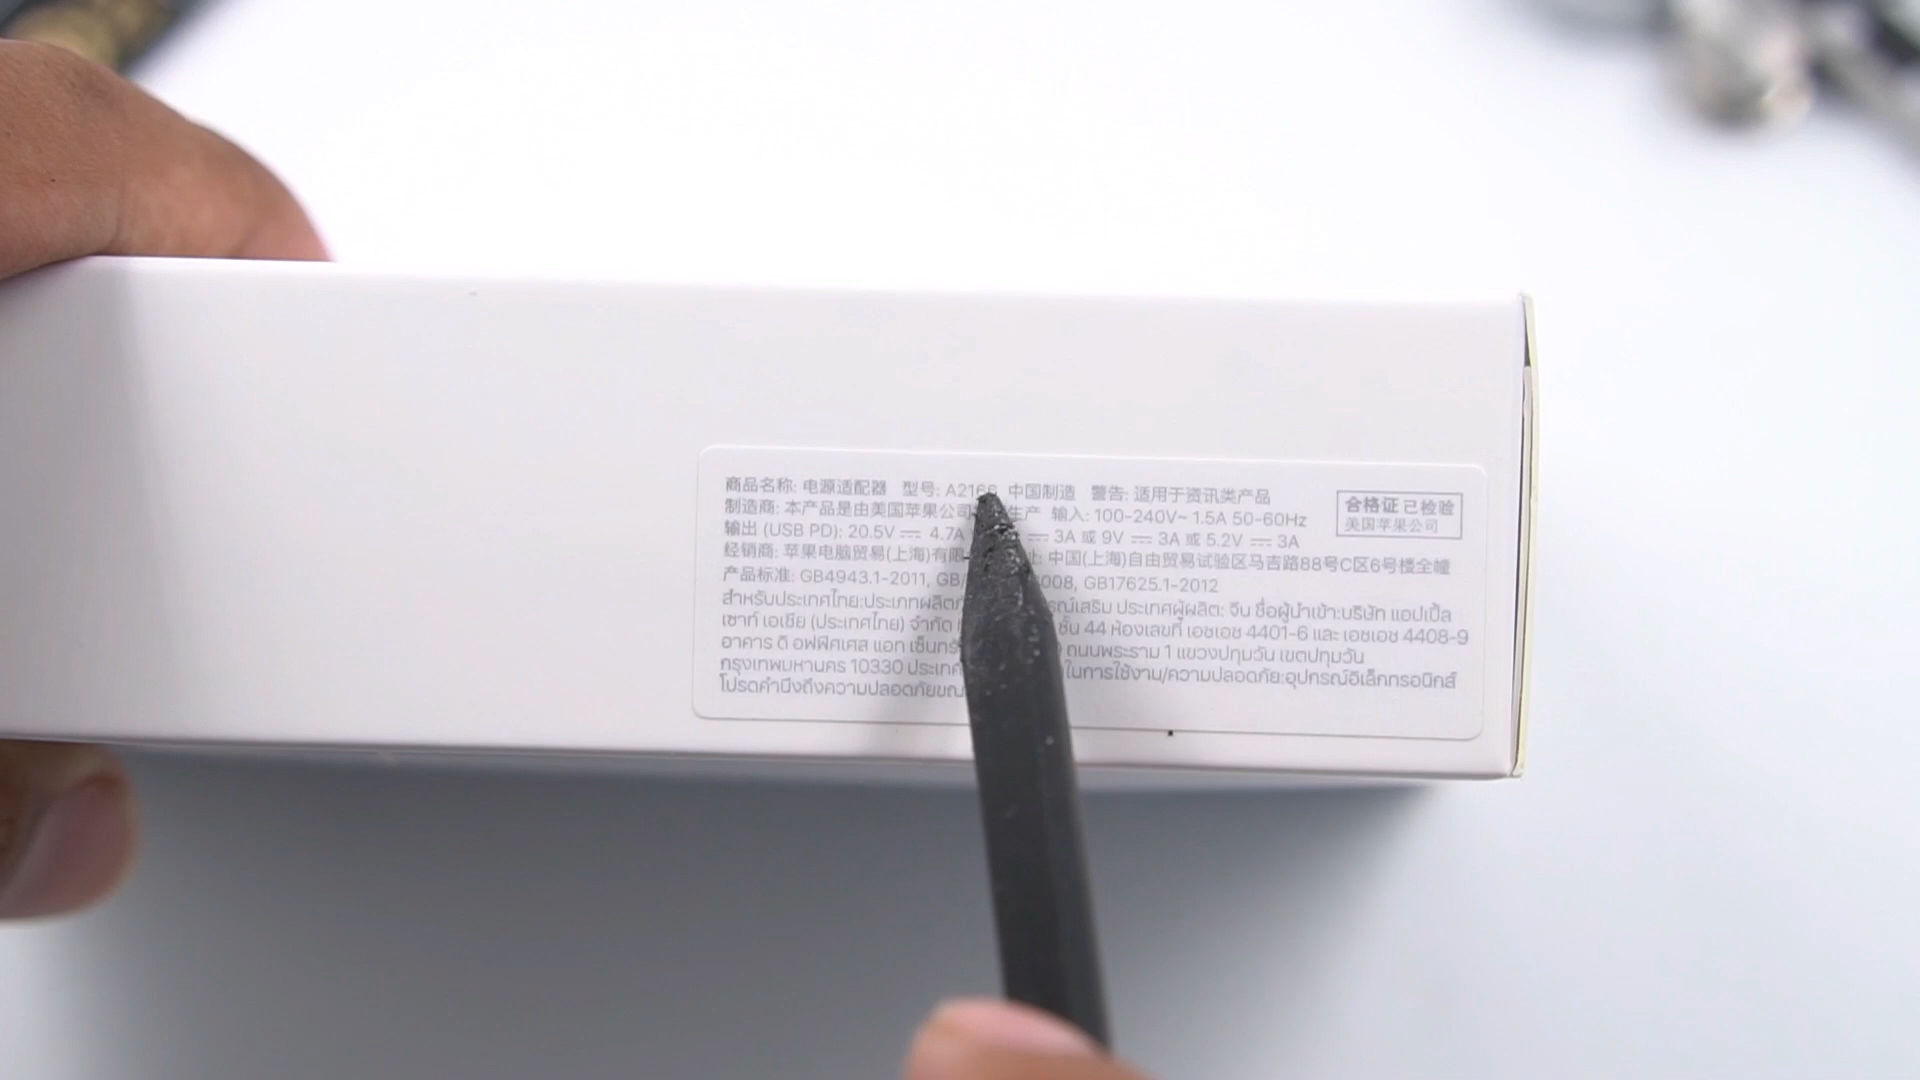 商品名称: 电源适配器 型号: A2166 中国制造 警告: 适用于资讯类产品
制造商: 本产品是由美国苹果公司 生产 输入: 100-240V~ 1.5A 50-60Hz
输出 (USB PD): 20.5V ⎓ 4.7A ⎓ 3A 或 9V ⎓ 3A 或 5.2V ⎓ 3A
经销商: 苹果电脑贸易(上海)有限 中国(上海)自由贸易试验区马吉路88号C区6号楼全幢
产品标准: GB4943.1-2011, GB/ 008, GB17625.1-2012
สำหรับประเทศไทย:ประเภทผลิต ณ์เสริม ประเทศผู้ผลิต: จีน ชื่อผู้นำเข้า:บริษัท แอปเปิ้ล
เซาท์ เอเชีย (ประเทศไทย) จำกัด ชั้น 44 ห้องเลขที่ เอชเอช 4401-6 และ เอชเอช 4408-9
อาคาร ดิ ออฟฟิศเศส แอท เซ็นทร ถนนพระราม 1 แขวงปทุมวัน เขตปทุมวัน
กรุงเทพมหานคร 10330 ประเท ในการใช้งาน/ความปลอดภัย:อุปกรณ์อิเล็กทรอนิกส์
โปรดคำนึงถึงความปลอดภัยขณ
合格证 已检验
美国苹果公司